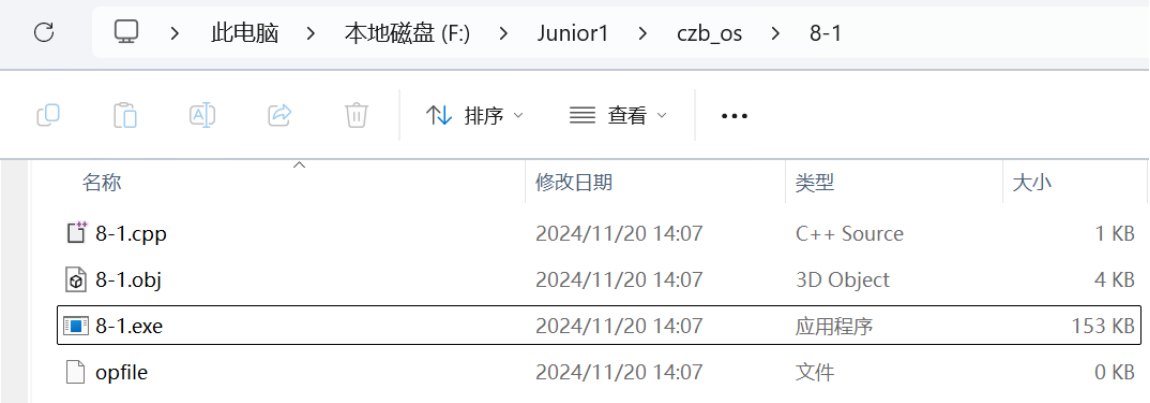 此电脑 > 本地磁盘 (F:) > Junior1 > czb_os > 8-1
排序 查看
名称 修改日期 类型 大小
8-1.cpp 2024/11/20 14:07 C++ Source 1 KB
8-1.obj 2024/11/20 14:07 3D Object 4 KB
8-1.exe 2024/11/20 14:07 应用程序 153 KB
opfile 2024/11/20 14:07 文件 0 KB